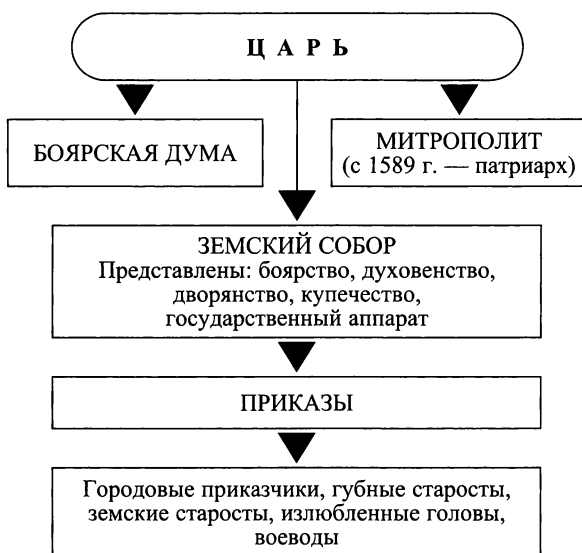 Ц А Р Ь
БОЯРСКАЯ ДУМА
МИТРОПОЛИТ
(с 1589 г. — патриарх)
ЗЕМСКИЙ СОБОР
Представлены: боярство, духовенство,
дворянство, купечество,
государственный аппарат
ПРИКАЗЫ
Городовые приказчики, губные старосты,
земские старосты, излюбленные головы,
воеводы